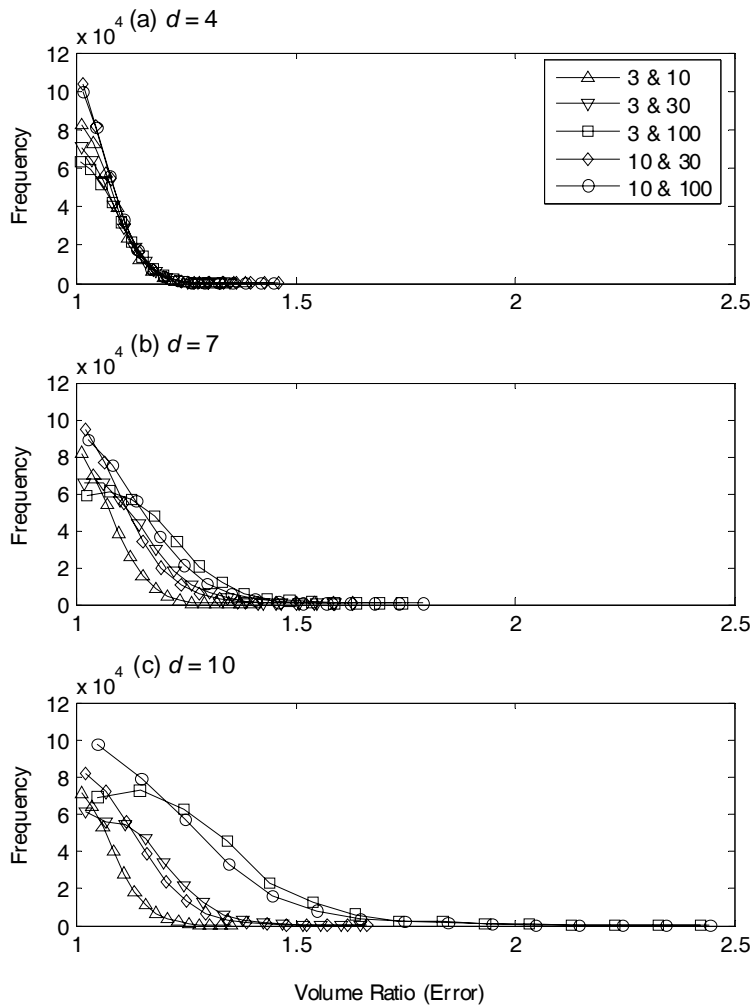 x 10 4 (a) d = 4
12
10
8
6
4
2
0
Frequency
3 & 10
3 & 30
3 & 100
10 & 30
10 & 100
1 1.5 2 2.5
x 10 4 (b) d = 7
12
10
8
6
4
2
0
Frequency
1 1.5 2 2.5
x 10 4 (c) d = 10
12
10
8
6
4
2
0
Frequency
1 1.5 2 2.5
Volume Ratio (Error)